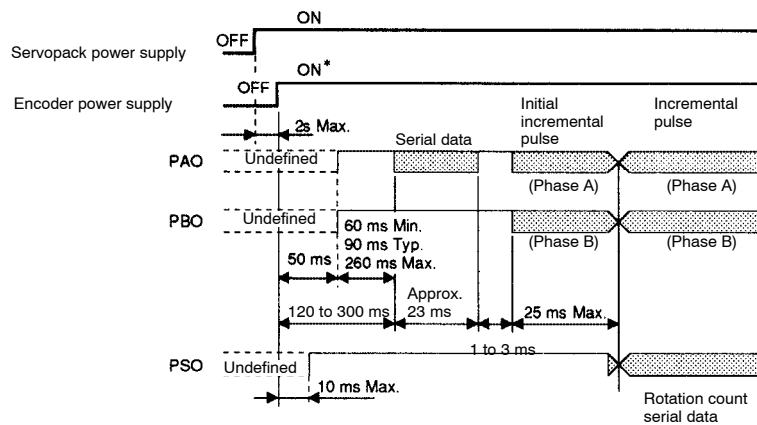 ON
OFF
Servopack power supply
ON*
OFF
Encoder power supply
Initial incremental pulse
Incremental pulse
2s Max.
Serial data
PAO
Undefined
(Phase A)
(Phase A)
PBO
Undefined
60 ms Min.
(Phase B)
(Phase B)
90 ms Typ.
50 ms
260 ms Max.
Approx.
120 to 300 ms
23 ms
25 ms Max.
1 to 3 ms
PSO
Undefined
10 ms Max.
Rotation count
serial data